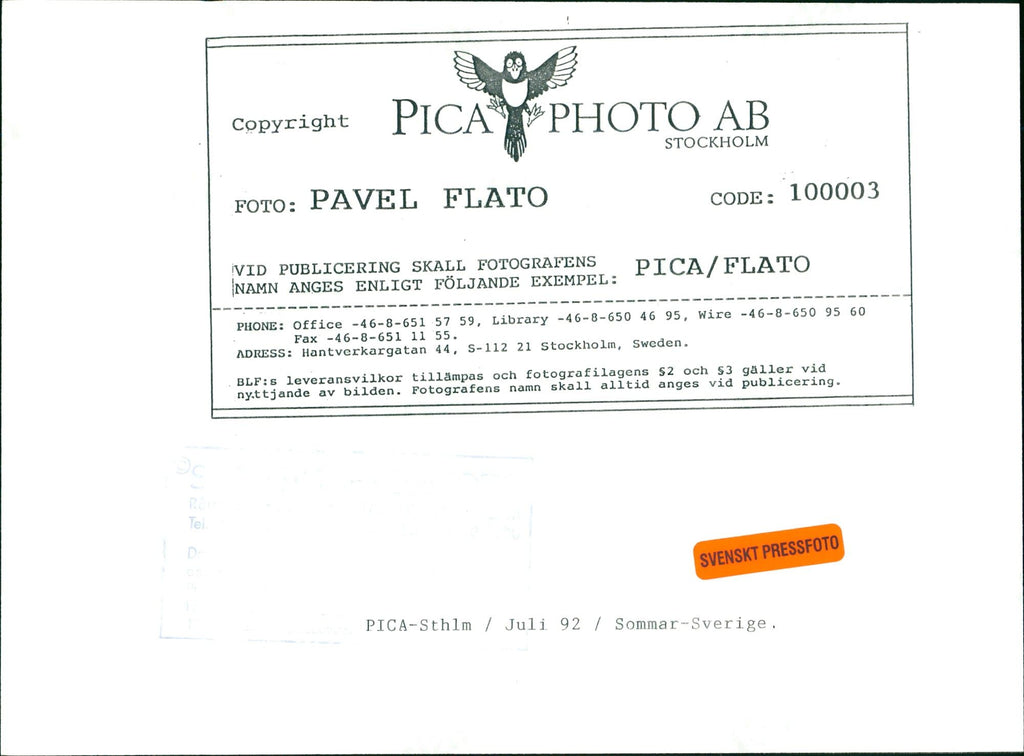 Copyright PICA PHOTO AB
STOCKHOLM
FOTO: PAVEL FLATO CODE: 100003
VID PUBLICERING SKALL FOTOGRAFENS PICA/FLATO
NAMN ANGES ENLIGT FÖLJANDE EXEMPEL:
PHONE: Office -46-8-651 57 59, Library -46-8-650 46 95, Wire -46-8-650 95 60
Fax -46-8-651 11 55.
ADRESS: Hantverkargatan 44, S-112 21 Stockholm, Sweden.
BLF:s leveransvilkor tillämpas och fotografilagens §2 och §3 gäller vid
nyttjande av bilden. Fotografens namn skall alltid anges vid publicering.
Tel.
SVENSKT PRESSFOTO
PICA-Sthlm / Juli 92 / Sommar-Sverige.